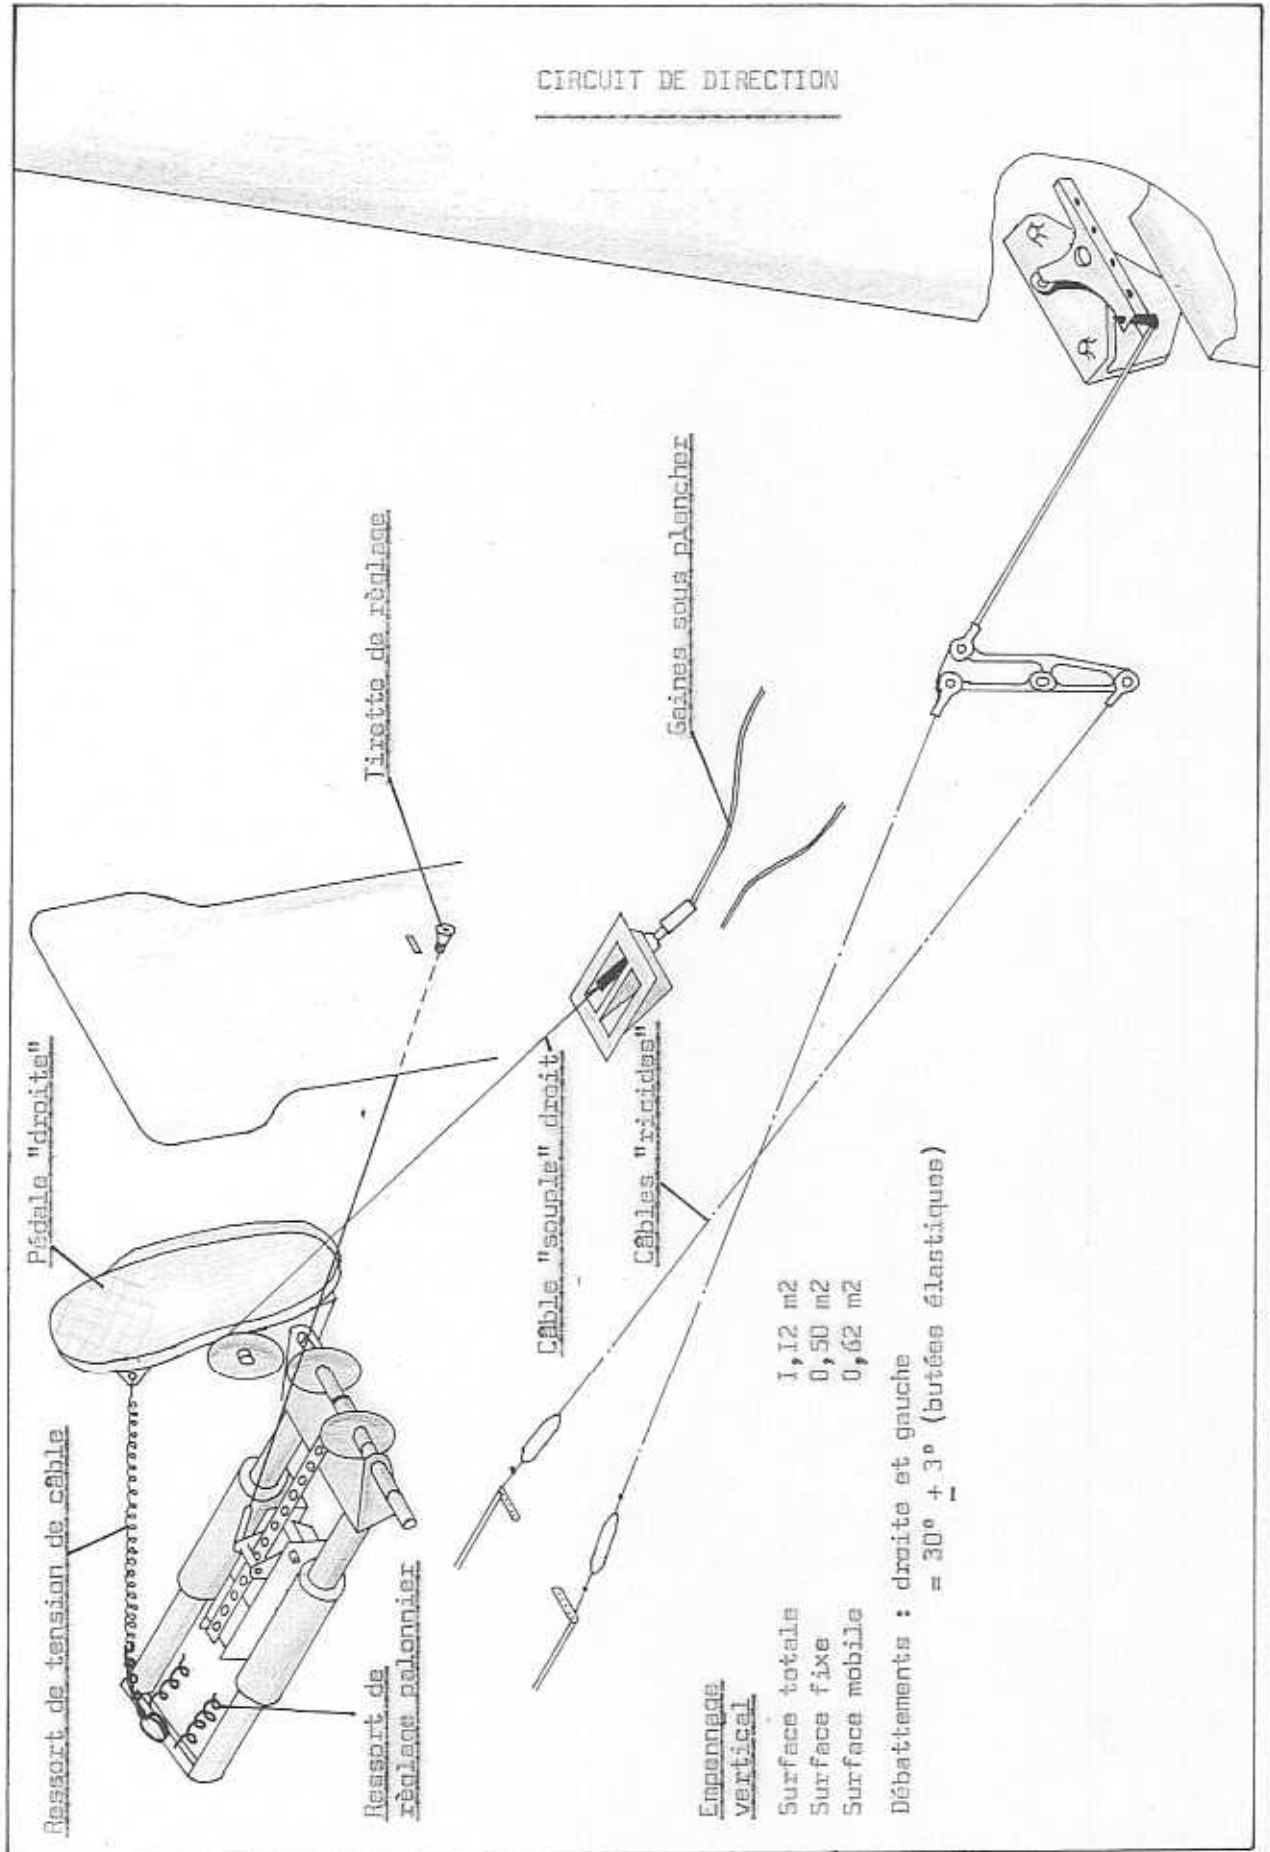 CIRCUIT DE DIRECTION
Ressort de tension de câble
Pédale "droite"
Tirette de règlage
Ressort de
règlage palonnier
Câble "souple" droit
Gaines sous plancher
Câbles "rigides"
Empennage
vertical
Surface totale 1,12 m2
Surface fixe 0,50 m2
Surface mobile 0,62 m2
Débattements : droite et gauche
= 30° ± 3° (butées élastiques)